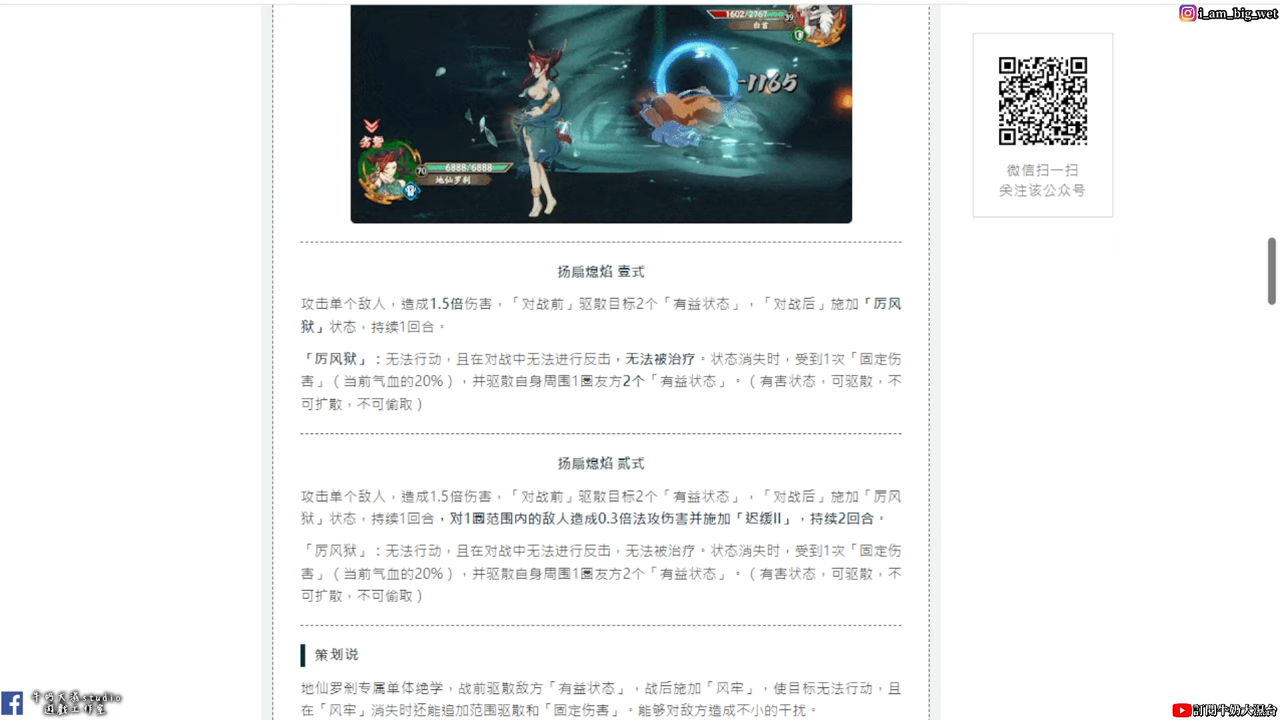 i_am_big_wet
1602/2767
39
白首
-1165
劣势
70
6888/6888
地仙罗刹
微信扫一扫
关注该公众号
扬扇熄焰 壹式
攻击单个敌人，造成1.5倍伤害，「对战前」驱散目标2个「有益状态」，「对战后」施加「厉风
狱」状态，持续1回合。
「厉风狱」：无法行动，且在对战中无法进行反击，无法被治疗。状态消失时，受到1次「固定伤
害」（当前气血的20%），并驱散自身周围1圈友方2个「有益状态」。（有害状态，可驱散，不
可扩散，不可偷取）
扬扇熄焰 贰式
攻击单个敌人，造成1.5倍伤害，「对战前」驱散目标2个「有益状态」，「对战后」施加「厉风
狱」状态，持续1回合，对1圈范围内的敌人造成0.3倍法攻伤害并施加「迟缓II」，持续2回合。
「厉风狱」：无法行动，且在对战中无法进行反击，无法被治疗。状态消失时，受到1次「固定伤
害」（当前气血的20%），并驱散自身周围1圈友方2个「有益状态」。（有害状态，可驱散，不
可扩散，不可偷取）
策划说
地仙罗刹专属单体绝学，战前驱散敌方「有益状态」，战后施加「风牢」，使目标无法行动，且
在「风牢」消失时还能追加范围驱散和「固定伤害」。能够对敌方造成不小的干扰。
遊戲工作室
訂閱牛奶大濕台